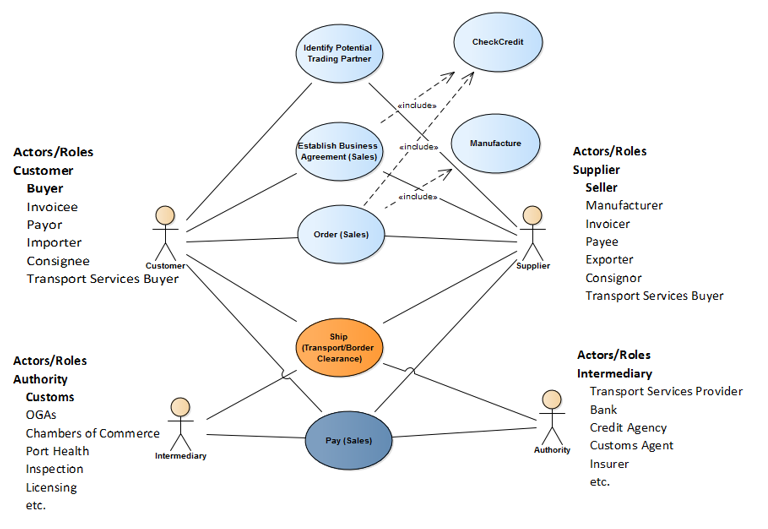 Identify Potential
Trading Partner
CheckCredit
«include»
Establish Business
Agreement (Sales)
«include»
Manufacture
«include»
Order (Sales)
Actors/Roles
Customer
Buyer
Invoicee
Payor
Importer
Consignee
Transport Services Buyer
Customer
Actors/Roles
Supplier
Seller
Manufacturer
Invoicer
Payee
Exporter
Consignor
Transport Services Buyer
Supplier
Ship
(Transport/Border
Clearance)
Pay (Sales)
Actors/Roles
Authority
Customs
OGAs
Chambers of Commerce
Port Health
Inspection
Licensing
etc.
Intermediary
Actors/Roles
Intermediary
Transport Services Provider
Bank
Credit Agency
Customs Agent
Insurer
etc.
Authority